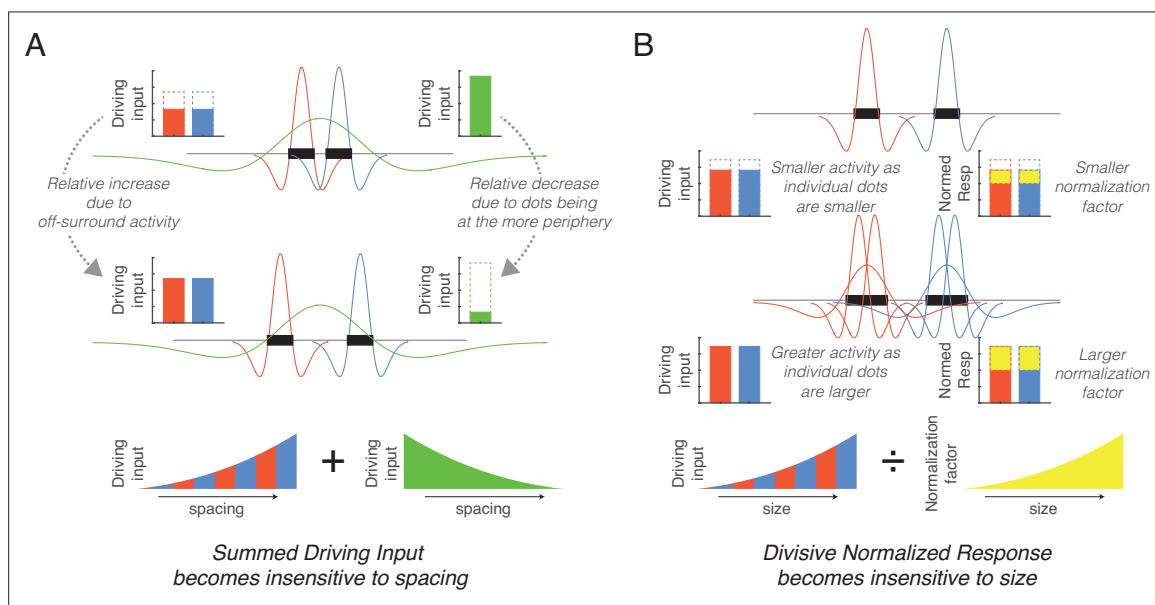 A
Driving
input
Driving
input
Relative increase
due to
off-surround activity
Relative decrease
due to dots being
at the more periphery
Driving
input
Driving
input
Driving
input
spacing
+
Driving
input
spacing
Summed Driving Input
becomes insensitive to spacing
B
Driving
input
Smaller activity as
individual dots
are smaller
Normed
Resp
Smaller
normalization
factor
Driving
input
Greater activity as
individual dots
are larger
Normed
Resp
Larger
normalization
factor
Driving
input
size
÷
Normalization
factor
size
Divisive Normalized Response
becomes insensitive to size